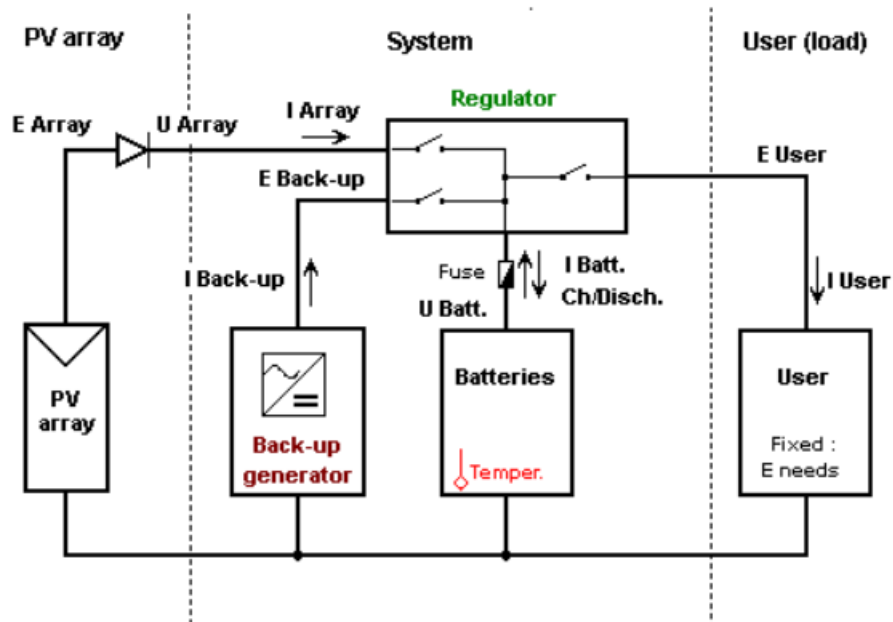 PV array
System
User (load)
Regulator
E Array
U Array
I Array
E User
E Back-up
I Back-up
Fuse
I Batt.
Ch/Disch.
U Batt.
I User
PV
array
Back-up
generator
Batteries
Temper.
User
Fixed :
E needs